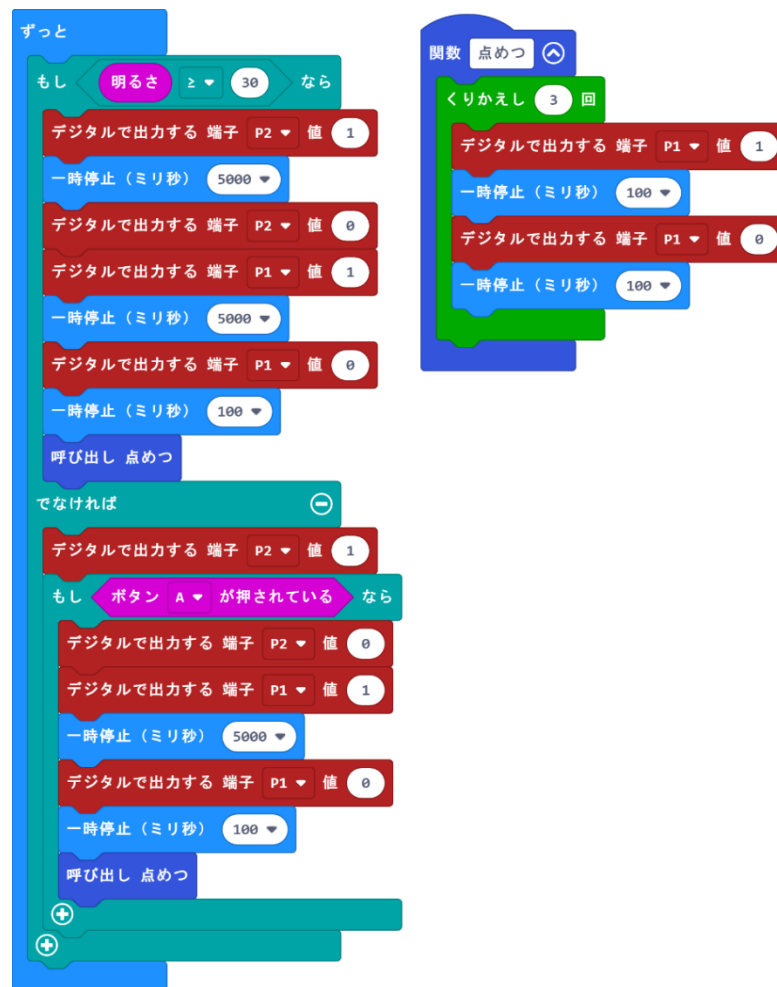 ずっと
もし 明るさ ≥ 30 なら
デジタルで出力する 端子 P2 値 1
一時停止（ミリ秒） 5000
デジタルで出力する 端子 P2 値 0
デジタルで出力する 端子 P1 値 1
一時停止（ミリ秒） 5000
デジタルで出力する 端子 P1 値 0
一時停止（ミリ秒） 100
呼び出し 点めつ
でなければ
デジタルで出力する 端子 P2 値 1
もし ボタン A が押されている なら
デジタルで出力する 端子 P2 値 0
デジタルで出力する 端子 P1 値 1
一時停止（ミリ秒） 5000
デジタルで出力する 端子 P1 値 0
一時停止（ミリ秒） 100
呼び出し 点めつ
関数 点めつ
くりかえし 3 回
デジタルで出力する 端子 P1 値 1
一時停止（ミリ秒） 100
デジタルで出力する 端子 P1 値 0
一時停止（ミリ秒） 100